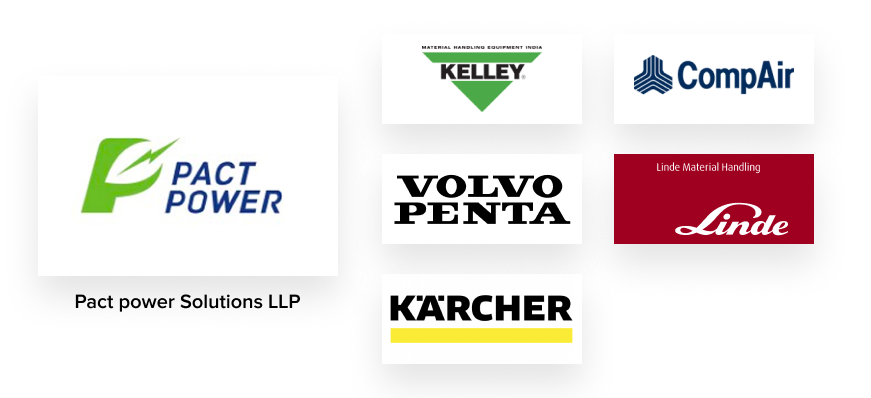 PACT
POWER
Pact power Solutions LLP
MATERIAL HANDLING EQUIPMENT INDIA
KELLEY®
CompAir
VOLVO
PENTA
Linde Material Handling
Linde
KÄRCHER